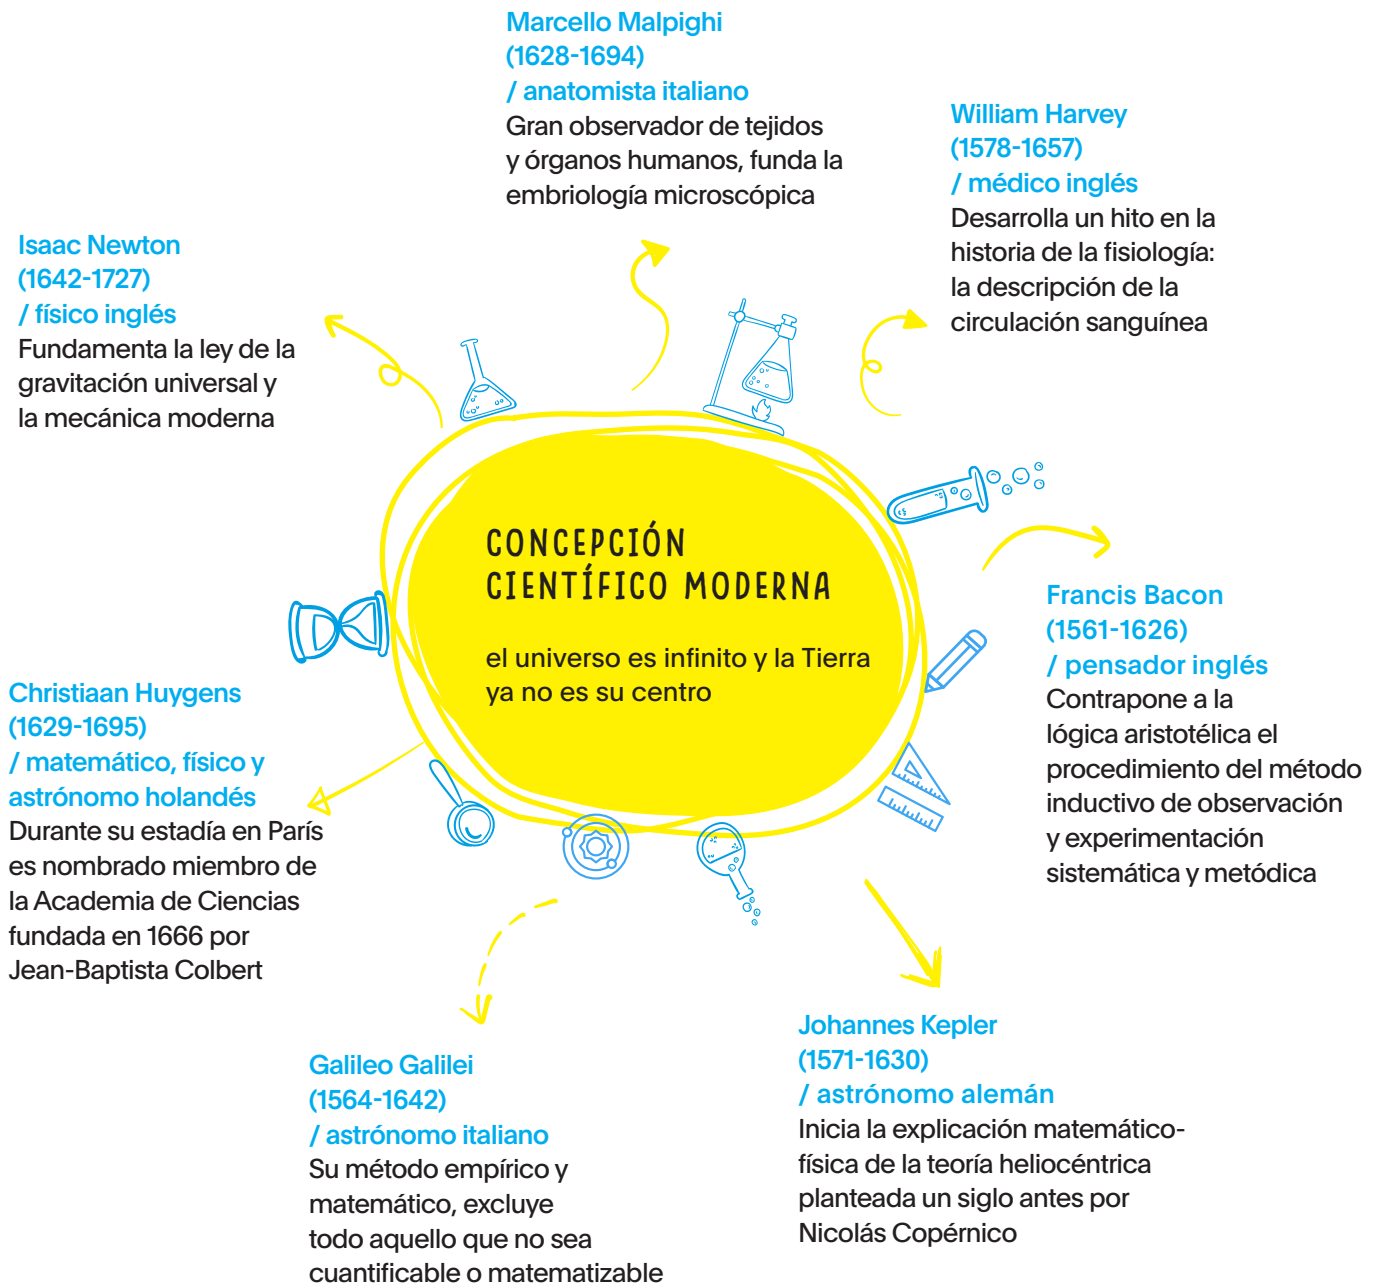 Marcello Malpighi
(1628-1694)
/ anatomista italiano
Gran observador de tejidos
y órganos humanos, funda la
embriología microscópica
William Harvey
(1578-1657)
/ médico inglés
Desarrolla un hito en la
historia de la fisiología:
la descripción de la
circulación sanguínea
Isaac Newton
(1642-1727)
/ físico inglés
Fundamenta la ley de la
gravitación universal y
la mecánica moderna
CONCEPCIÓN
CIENTÍFICO MODERNA
el universo es infinito y la Tierra
ya no es su centro
Francis Bacon
(1561-1626)
/ pensador inglés
Contrapone a la
lógica aristotélica el
procedimiento del método
inductivo de observación
y experimentación
sistemática y metódica
Christiaan Huygens
(1629-1695)
/ matemático, físico y
astrónomo holandés
Durante su estadía en París
es nombrado miembro de
la Academia de Ciencias
fundada en 1666 por
Jean-Baptista Colbert
Johannes Kepler
(1571-1630)
/ astrónomo alemán
Inicia la explicación matemático-
física de la teoría heliocéntrica
planteada un siglo antes por
Nicolás Copérnico
Galileo Galilei
(1564-1642)
/ astrónomo italiano
Su método empírico y
matemático, excluye
todo aquello que no sea
cuantificable o matematizable